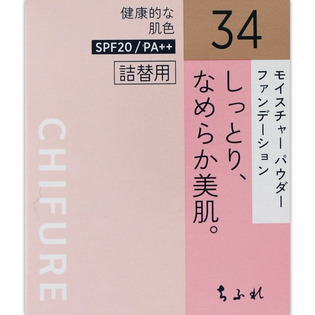 健康的な
肌色
SPF20/PA++
詰替用
34
モイスチャー パウダー
ファンデーション
しっとり、
なめらか美肌。
CHIFURE
ちふれ